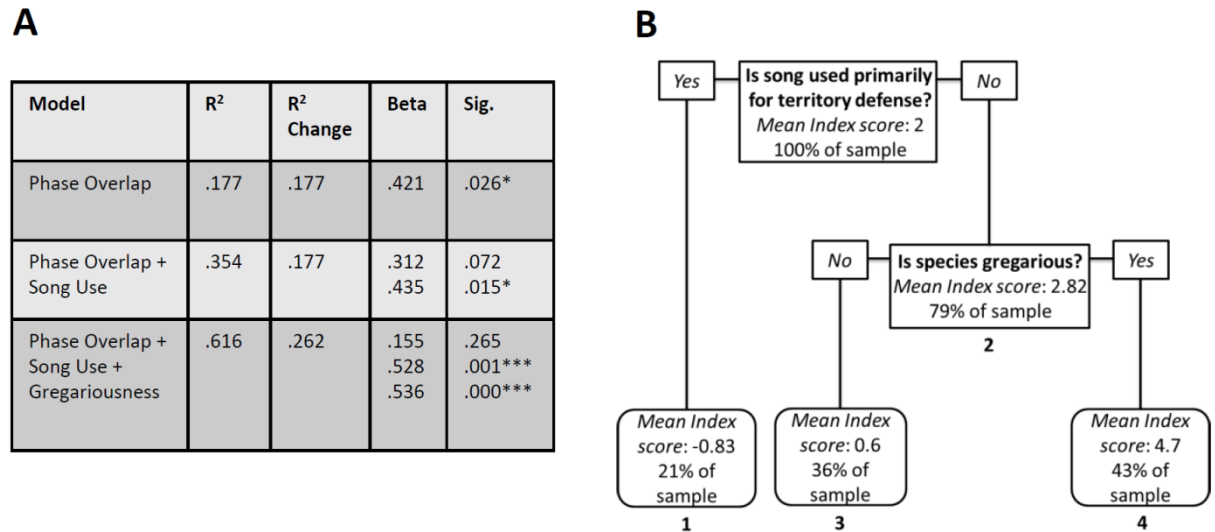 A
Model R² R² Change Beta Sig.
Phase Overlap .177 .177 .421 .026*
Phase Overlap + .354 .177 .312 .072
Song Use .435 .015*
Phase Overlap + .616 .262 .155 .265
Song Use + .528 .001***
Gregariousness .536 .000***
B
Yes
Is song used primarily
for territory defense?
Mean Index score: 2
100% of sample
No
No
Is species gregarious?
Mean Index score: 2.82
79% of sample
Yes
2
Mean Index
score: -0.83
21% of
sample
1
Mean Index
score: 0.6
36% of
sample
3
Mean Index
score: 4.7
43% of
sample
4